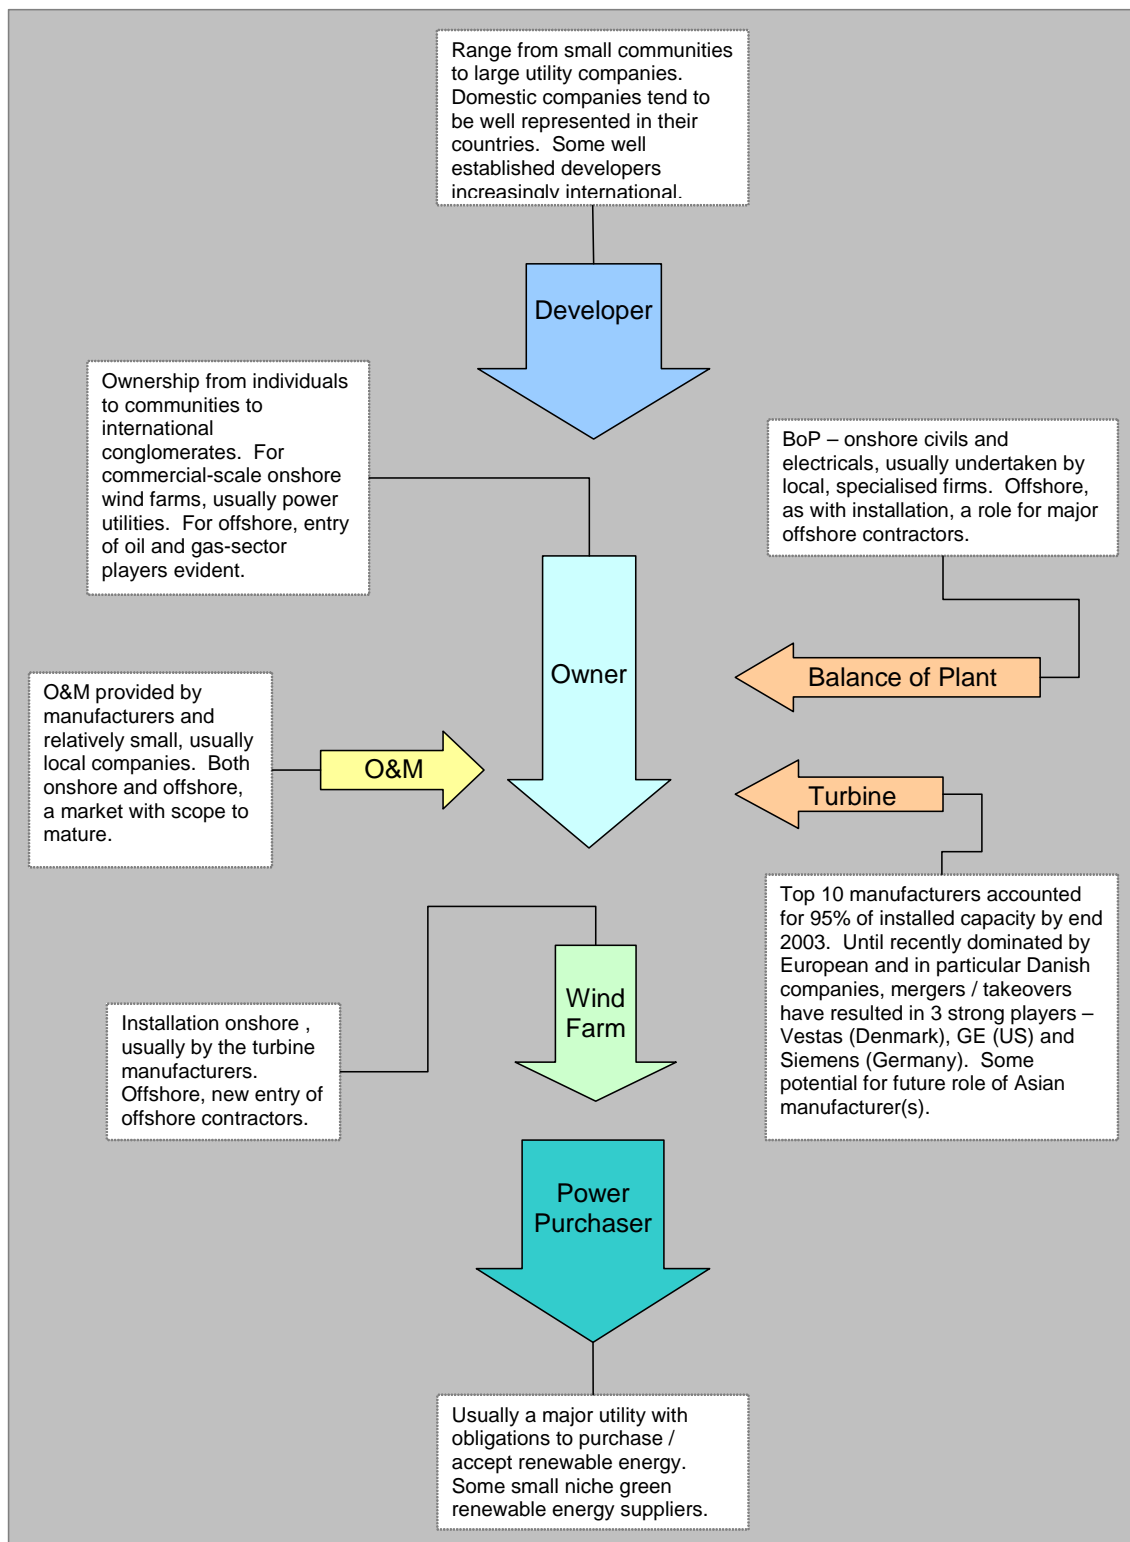 Range from small communities
to large utility companies.
Domestic companies tend to
be well represented in their
countries.  Some well
established developers
increasingly international.
Developer
Ownership from individuals
to communities to
international
conglomerates.  For
commercial-scale onshore
wind farms, usually power
utilities.  For offshore, entry
of oil and gas-sector
players evident.
BoP – onshore civils and
electricals, usually undertaken by
local, specialised firms.  Offshore,
as with installation, a role for major
offshore contractors.
Owner
Balance of Plant
O&M provided by
manufacturers and
relatively small, usually
local companies.  Both
onshore and offshore,
a market with scope to
mature.
O&M
Turbine
Top 10 manufacturers accounted
for 95% of installed capacity by end
2003.  Until recently dominated by
European and in particular Danish
companies, mergers / takeovers
have resulted in 3 strong players –
Vestas (Denmark), GE (US) and
Siemens (Germany).  Some
potential for future role of Asian
manufacturer(s).
Wind
Farm
Installation onshore ,
usually by the turbine
manufacturers.
Offshore, new entry of
offshore contractors.
Power
Purchaser
Usually a major utility with
obligations to purchase /
accept renewable energy.
Some small niche green
renewable energy suppliers.